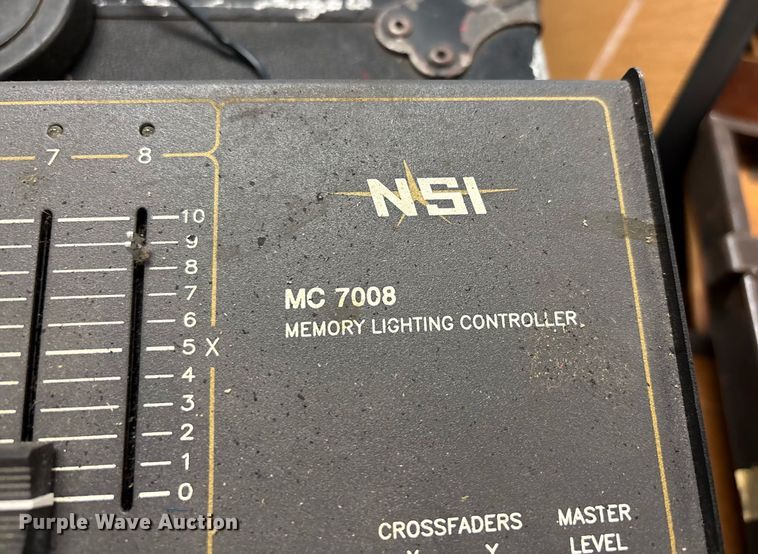 7 8
NSI
10
9
8
7
6
5 X
4
3
2
1
0
MC 7008
MEMORY LIGHTING CONTROLLER
CROSSFADERS
X Y
MASTER
LEVEL
Purple Wave Auction